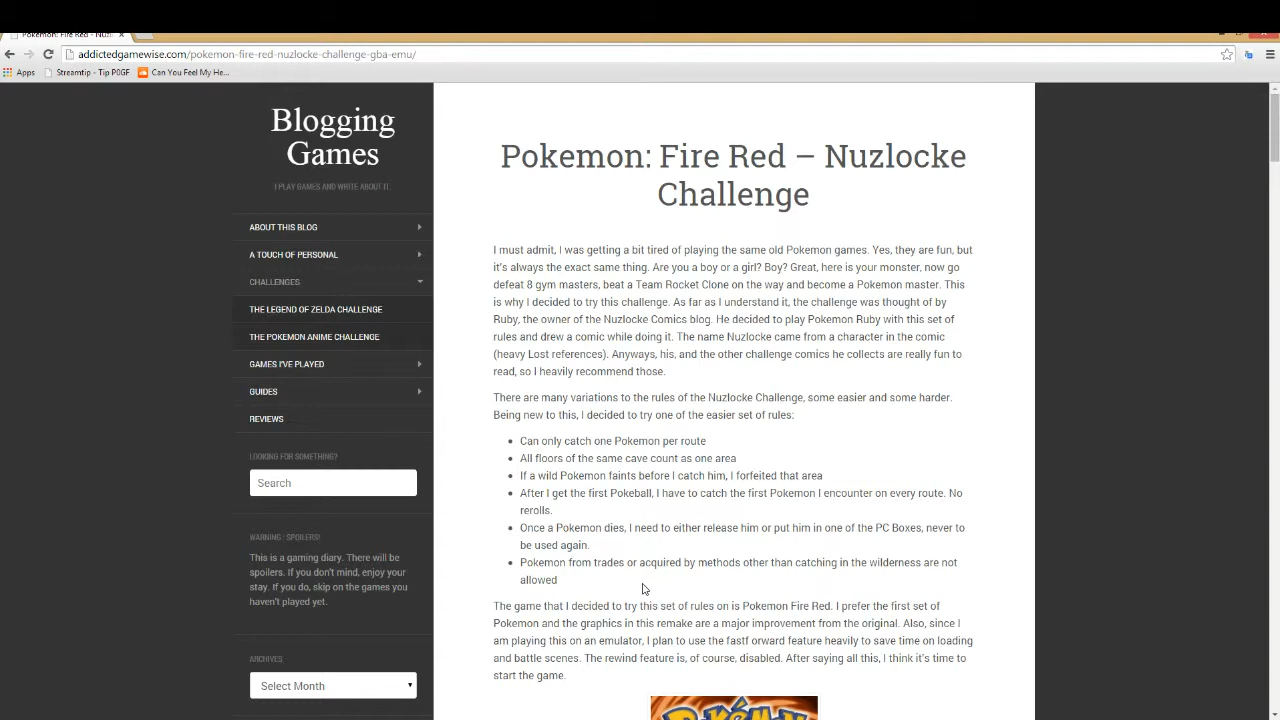 Pokemon: Fire Red - Nuz
addictedgamewise.com/pokemon-fire-red-nuzlocke-challenge-gba-emu/
Apps Streamtip - Tip P0GF Can You Feel My He...
Blogging
Games
I PLAY GAMES AND WRITE ABOUT IT.
ABOUT THIS BLOG
A TOUCH OF PERSONAL
CHALLENGES
THE LEGEND OF ZELDA CHALLENGE
THE POKEMON ANIME CHALLENGE
GAMES I'VE PLAYED
GUIDES
REVIEWS
LOOKING FOR SOMETHING?
Search
WARNING : SPOILERS!
This is a gaming diary. There will be
spoilers. If you don't mind, enjoy your
stay. If you do, skip on the games you
haven't played yet.
ARCHIVES
Select Month
Pokemon: Fire Red – Nuzlocke
Challenge
I must admit, I was getting a bit tired of playing the same old Pokemon games. Yes, they are fun, but
it's always the exact same thing. Are you a boy or a girl? Boy? Great, here is your monster, now go
defeat 8 gym masters, beat a Team Rocket Clone on the way and become a Pokemon master. This
is why I decided to try this challenge. As far as I understand it, the challenge was thought of by
Ruby, the owner of the Nuzlocke Comics blog. He decided to play Pokemon Ruby with this set of
rules and drew a comic while doing it. The name Nuzlocke came from a character in the comic
(heavy Lost references). Anyways, his, and the other challenge comics he collects are really fun to
read, so I heavily recommend those.
There are many variations to the rules of the Nuzlocke Challenge, some easier and some harder.
Being new to this, I decided to try one of the easier set of rules:
• Can only catch one Pokemon per route
• All floors of the same cave count as one area
• If a wild Pokemon faints before I catch him, I forfeited that area
• After I get the first Pokeball, I have to catch the first Pokemon I encounter on every route. No
rerolls.
• Once a Pokemon dies, I need to either release him or put him in one of the PC Boxes, never to
be used again.
• Pokemon from trades or acquired by methods other than catching in the wilderness are not
allowed
The game that I decided to try this set of rules on is Pokemon Fire Red. I prefer the first set of
Pokemon and the graphics in this remake are a major improvement from the original. Also, since I
am playing this on an emulator, I plan to use the fastf orward feature heavily to save time on loading
and battle scenes. The rewind feature is, of course, disabled. After saying all this, I think it's time to
start the game.